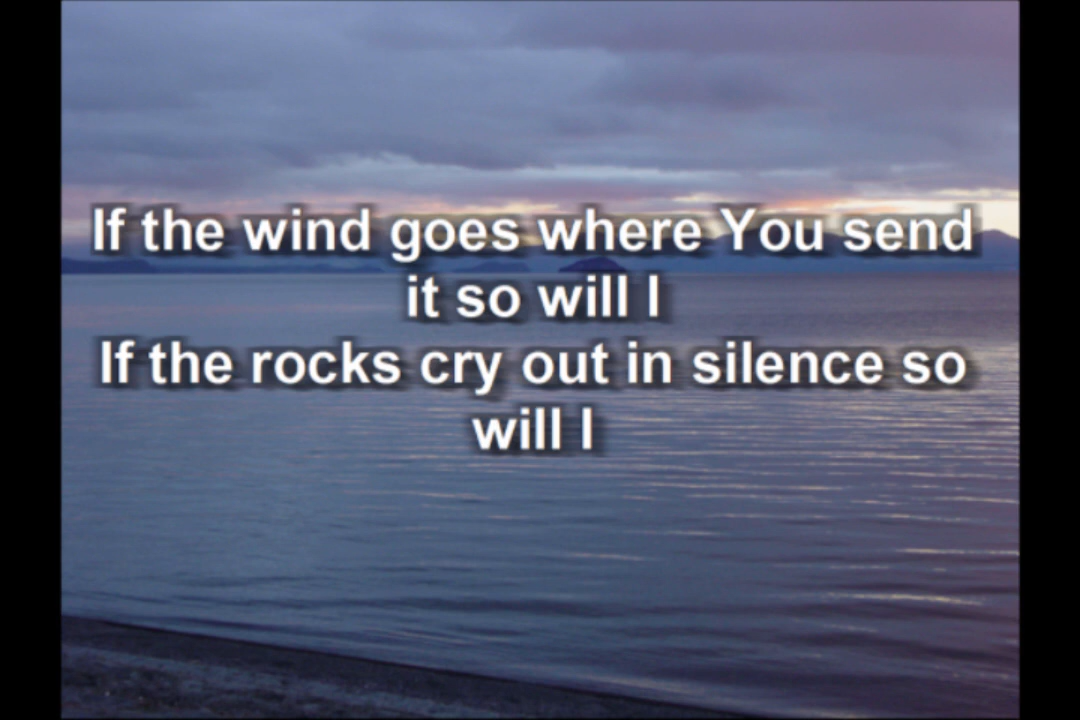 If the wind goes where You send
it so will I
If the rocks cry out in silence so
will I